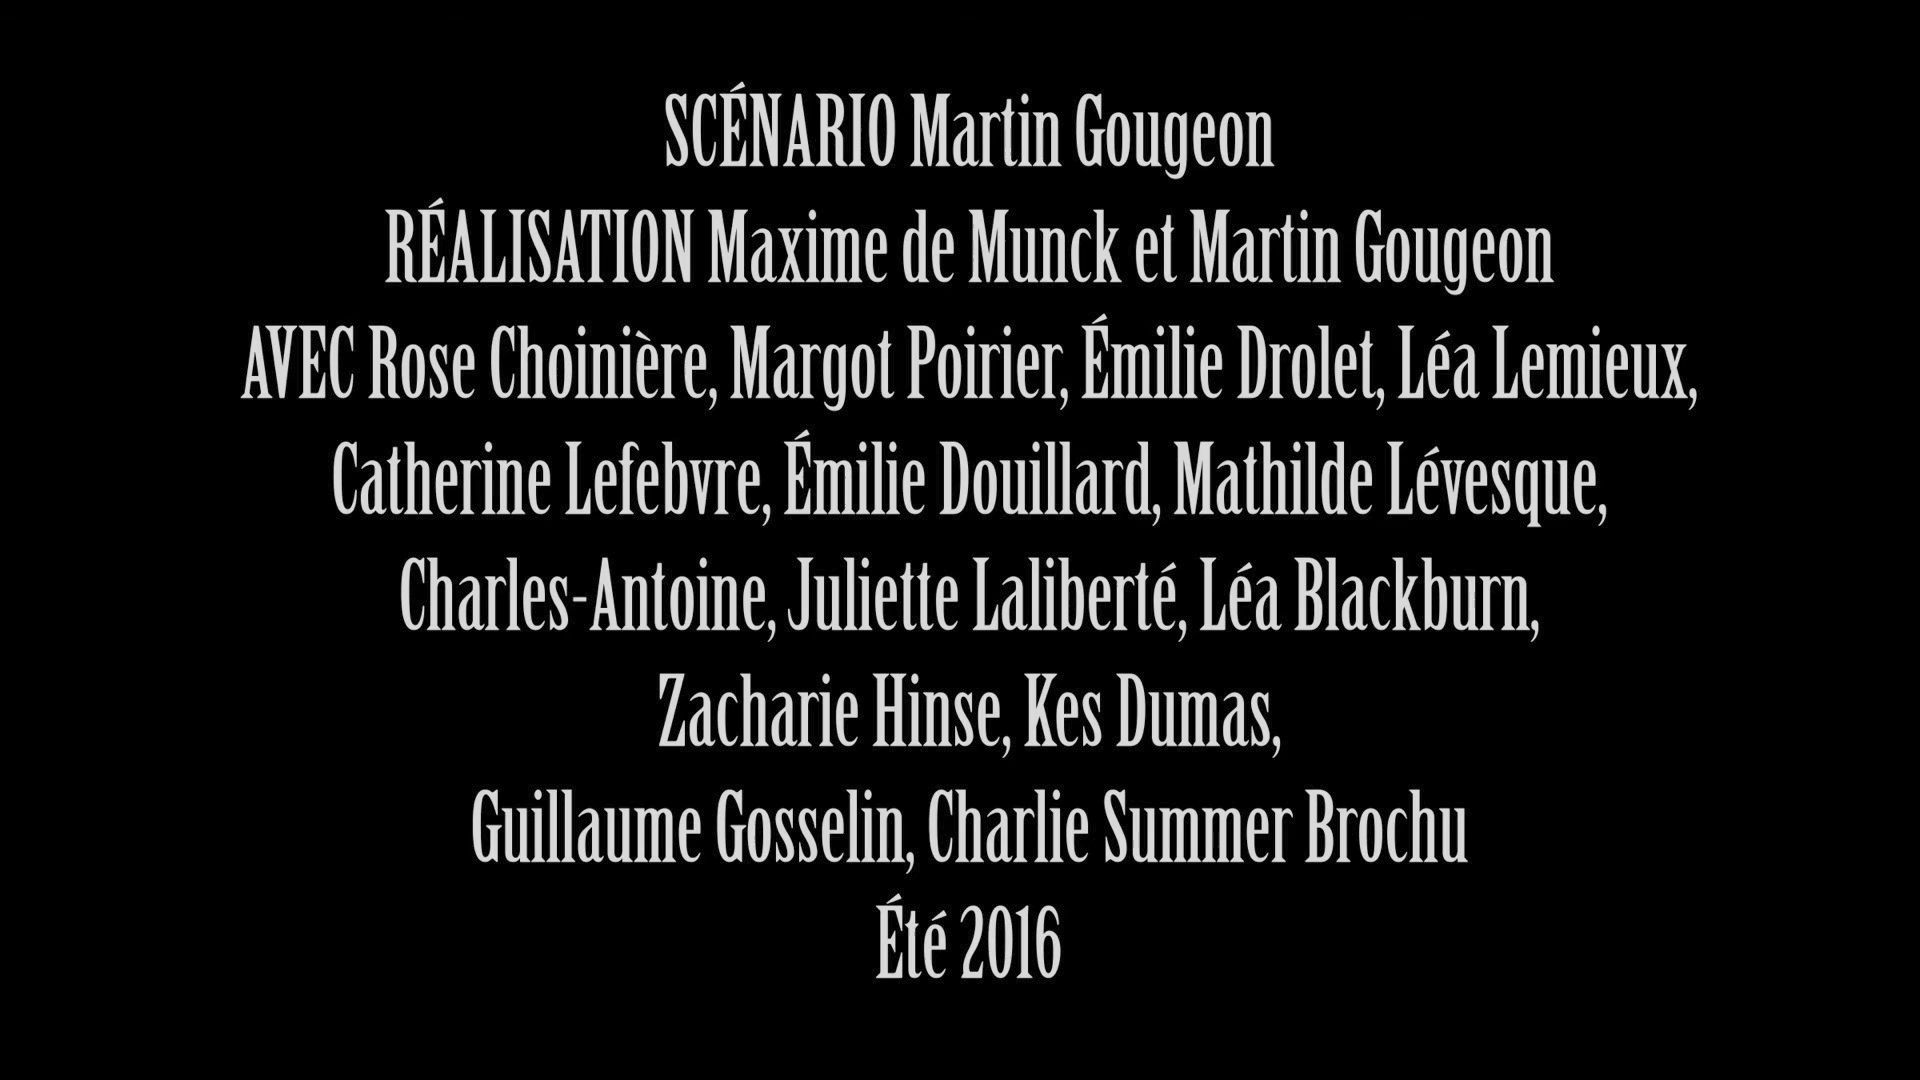 SCÉNARIO Martin Gougeon
RÉALISATION Maxime de Munck et Martin Gougeon
AVEC Rose Choinière, Margot Poirier, Émilie Drolet, Léa Lemieux,
Catherine Lefebvre, Émilie Douillard, Mathilde Lévesque,
Charles-Antoine, Juliette Laliberté, Léa Blackburn,
Zacharie Hinse, Kes Dumas,
Guillaume Gosselin, Charlie Summer Brochu
Été 2016